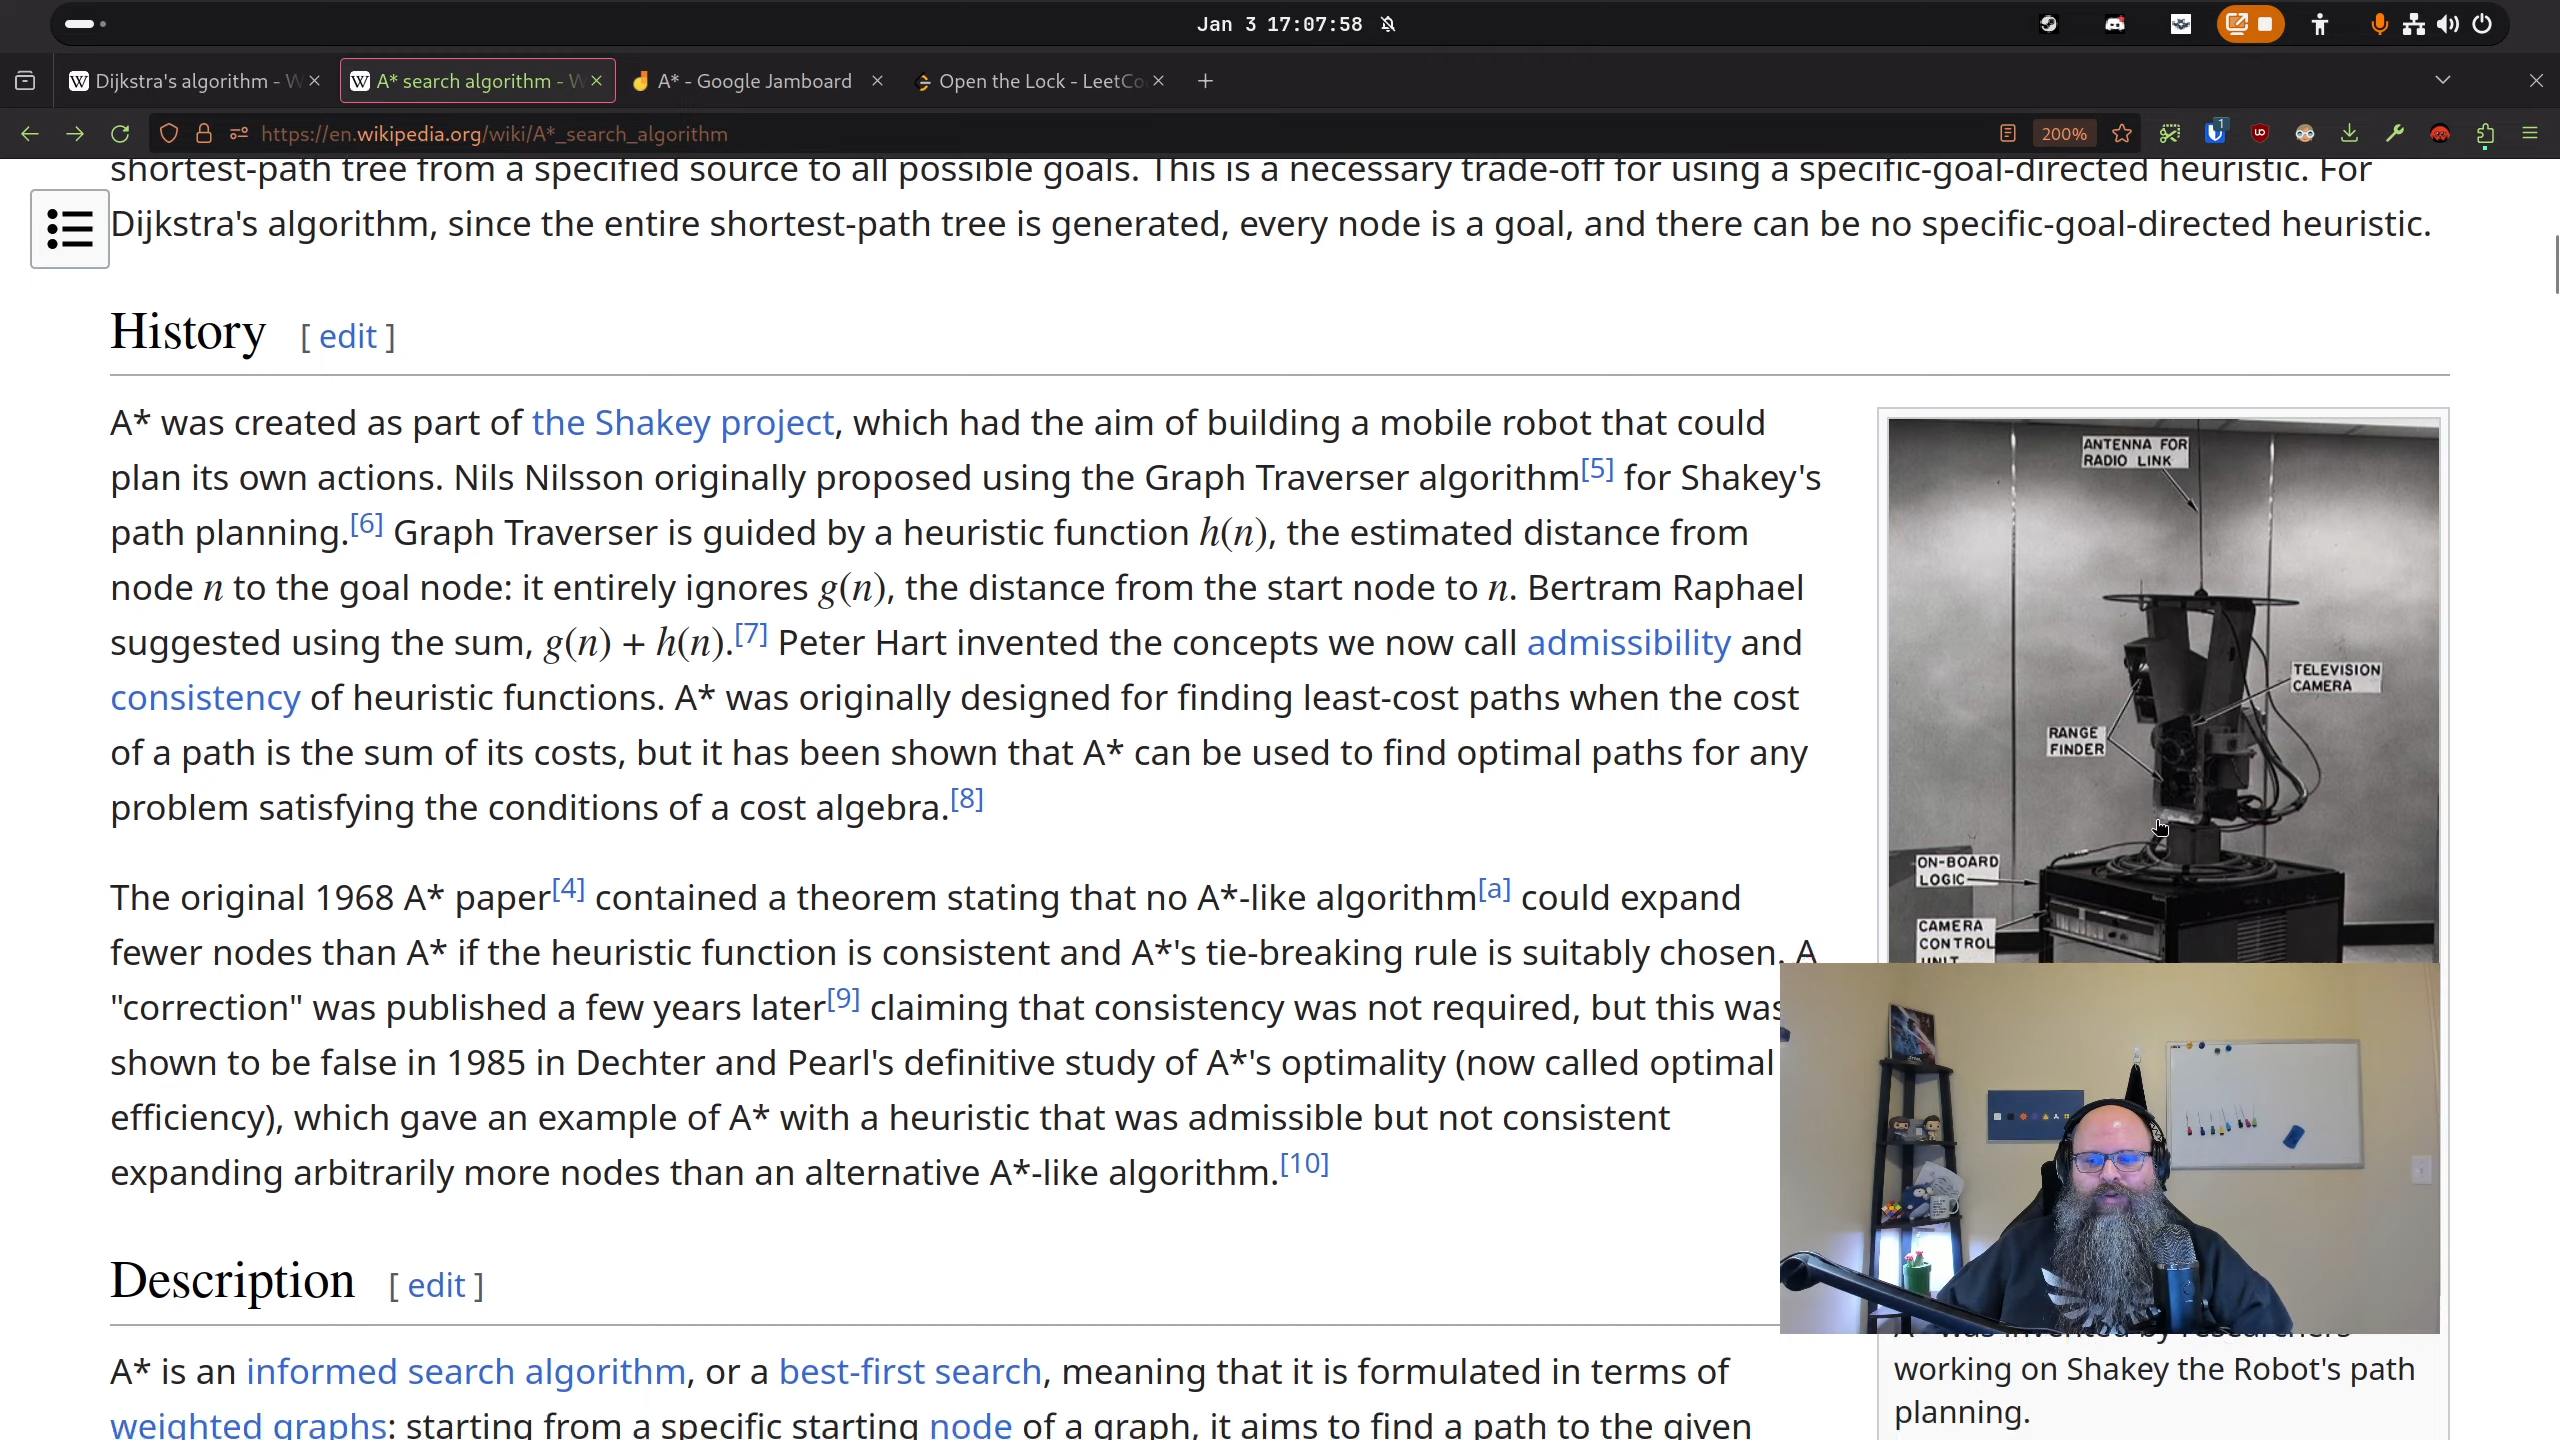 Jan 3 17:07:58
Dijkstra's algorithm - W
A* search algorithm - W
A* - Google Jamboard
Open the Lock - LeetCo
https://en.wikipedia.org/wiki/A*_search_algorithm
200%
1
shortest-path tree from a specified source to all possible goals. This is a necessary trade-off for using a specific-goal-directed heuristic. For
Dijkstra's algorithm, since the entire shortest-path tree is generated, every node is a goal, and there can be no specific-goal-directed heuristic.
History [ edit ]
A* was created as part of the Shakey project, which had the aim of building a mobile robot that could
plan its own actions. Nils Nilsson originally proposed using the Graph Traverser algorithm[5] for Shakey's
path planning.[6] Graph Traverser is guided by a heuristic function h(n), the estimated distance from
node n to the goal node: it entirely ignores g(n), the distance from the start node to n. Bertram Raphael
suggested using the sum, g(n) + h(n).[7] Peter Hart invented the concepts we now call admissibility and
consistency of heuristic functions. A* was originally designed for finding least-cost paths when the cost
of a path is the sum of its costs, but it has been shown that A* can be used to find optimal paths for any
problem satisfying the conditions of a cost algebra.[8]
The original 1968 A* paper[4] contained a theorem stating that no A*-like algorithm[a] could expand
fewer nodes than A* if the heuristic function is consistent and A*'s tie-breaking rule is suitably chosen. A
"correction" was published a few years later[9] claiming that consistency was not required, but this was
shown to be false in 1985 in Dechter and Pearl's definitive study of A*'s optimality (now called optimal
efficiency), which gave an example of A* with a heuristic that was admissible but not consistent
expanding arbitrarily more nodes than an alternative A*-like algorithm.[10]
Description [ edit ]
A* is an informed search algorithm, or a best-first search, meaning that it is formulated in terms of
weighted graphs: starting from a specific starting node of a graph, it aims to find a path to the given
ANTENNA FOR
RADIO LINK
TELEVISION
CAMERA
RANGE
FINDER
ON-BOARD
LOGIC
CAMERA
CONTROL
UNIT
A* was invented by researchers
working on Shakey the Robot's path
planning.